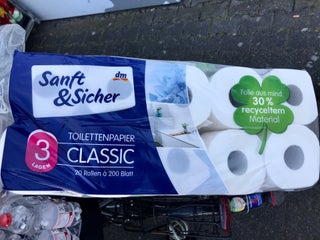 Sanft
&Sicher
dm
TOILETTENPAPIER
3
LAGEN
CLASSIC
20 Rollen à 200 Blatt
Folie aus mind.
30 %
recyceltem
Material